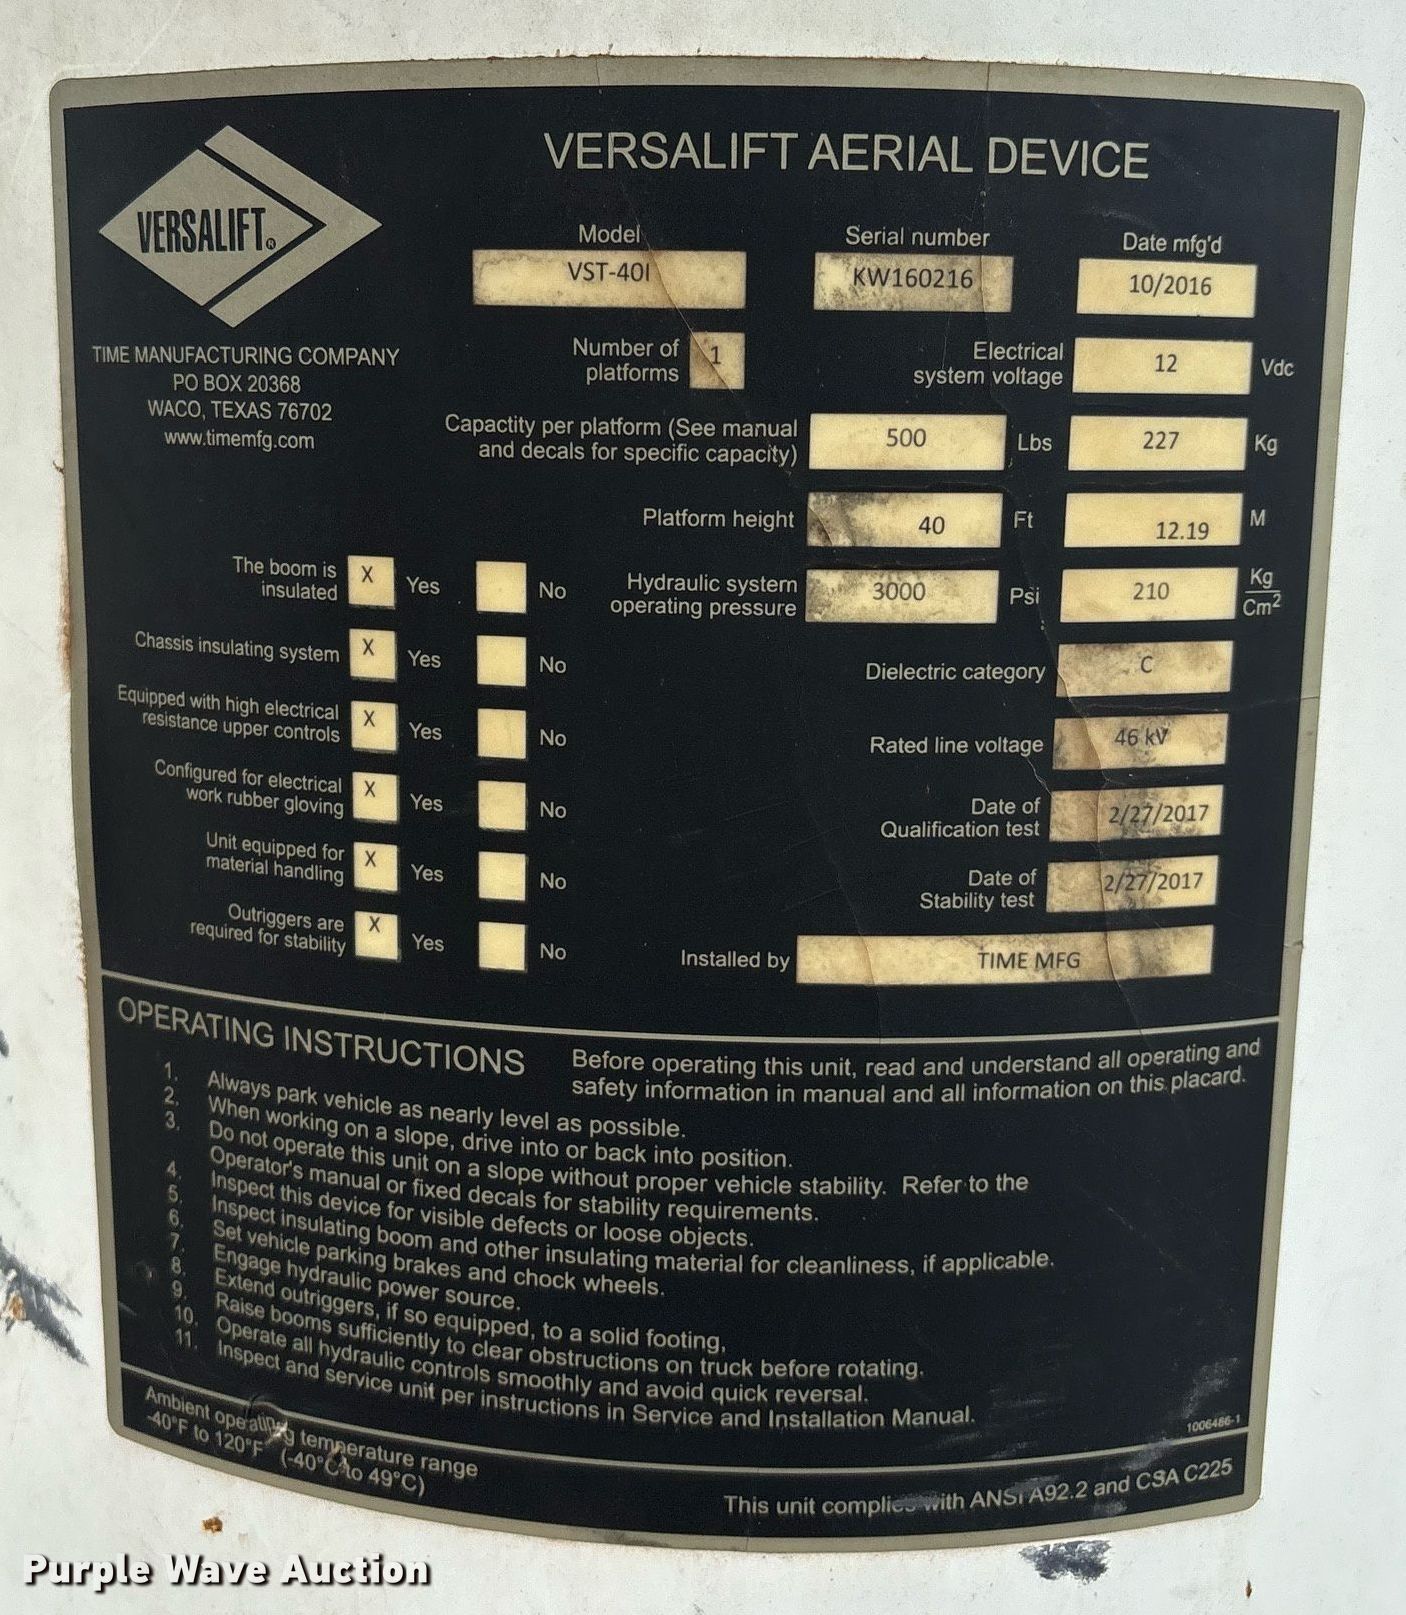 VERSALIFT®
TIME MANUFACTURING COMPANY
PO BOX 20368
WACO, TEXAS 76702
www.timemfg.com
VERSALIFT AERIAL DEVICE
Model
VST-40I
Serial number
KW160216
Date mfg'd
10/2016
Number of
platforms
1
Electrical
system voltage
12
Vdc
Capactity per platform (See manual
and decals for specific capacity)
500
Lbs
227
Kg
Platform height
40
Ft
12.19
M
Hydraulic system
operating pressure
3000
Psi
210
Kg
Cm²
Dielectric category
C
Rated line voltage
46 kV
Date of
Qualification test
2/27/2017
Date of
Stability test
2/27/2017
Installed by
TIME MFG
The boom is
insulated
X
Yes
No
Chassis insulating system
X
Yes
No
Equipped with high electrical
resistance upper controls
X
Yes
No
Configured for electrical
work rubber gloving
X
Yes
No
Unit equipped for
material handling
X
Yes
No
Outriggers are
required for stability
X
Yes
No
OPERATING INSTRUCTIONS
Before operating this unit, read and understand all operating and
safety information in manual and all information on this placard.
1. Always park vehicle as nearly level as possible.
2. When working on a slope, drive into or back into position.
3. Do not operate this unit on a slope without proper vehicle stability. Refer to the
Operator's manual or fixed decals for stability requirements.
4. Inspect this device for visible defects or loose objects.
5. Inspect insulating boom and other insulating material for cleanliness, if applicable.
6. Set vehicle parking brakes and chock wheels.
7. Engage hydraulic power source.
8. Extend outriggers, if so equipped, to a solid footing,
9. Raise booms sufficiently to clear obstructions on truck before rotating.
10. Operate all hydraulic controls smoothly and avoid quick reversal.
11. Inspect and service unit per instructions in Service and Installation Manual.
1006486-1
Ambient operating temperature range
-40°F to 120°F (-40°C to 49°C)
This unit complies with ANSI A92.2 and CSA C225
Purple Wave Auction